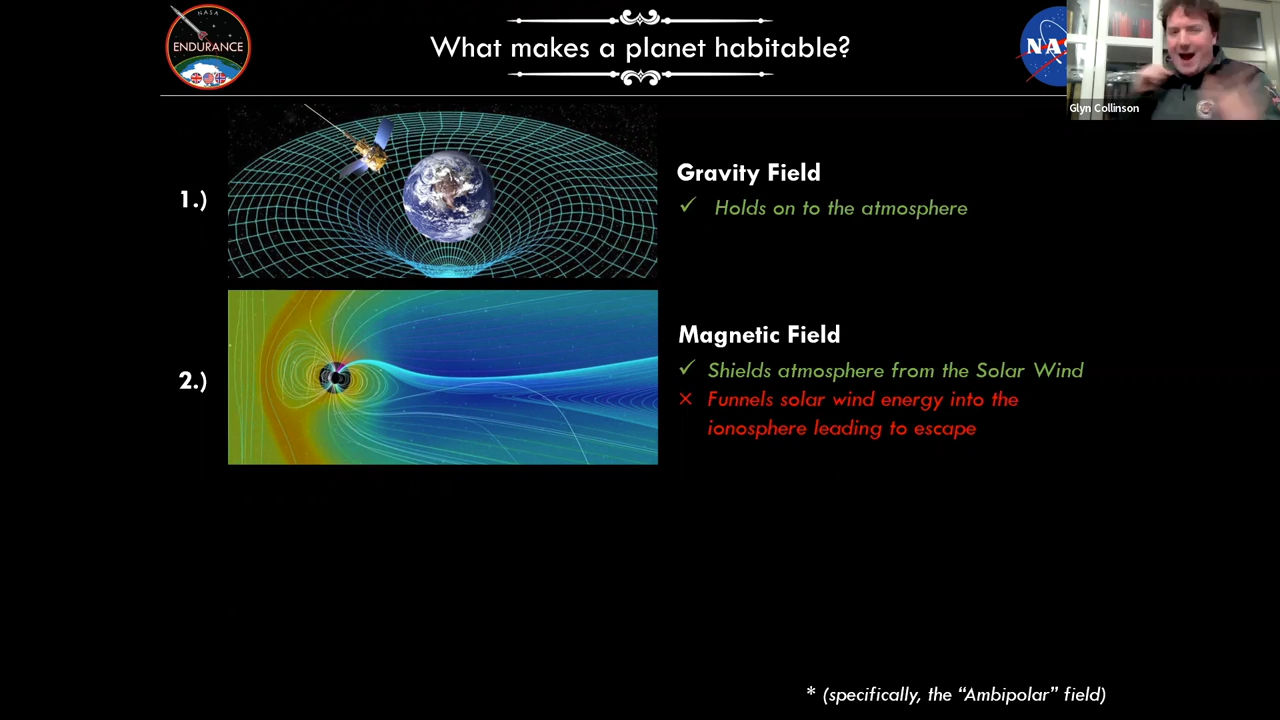 NASA
ENDURANCE
What makes a planet habitable?
NAS
Glyn Collinson
1.)
Gravity Field
✓ Holds on to the atmosphere
2.)
Magnetic Field
✓ Shields atmosphere from the Solar Wind
× Funnels solar wind energy into the
ionosphere leading to escape
* (specifically, the “Ambipolar” field)